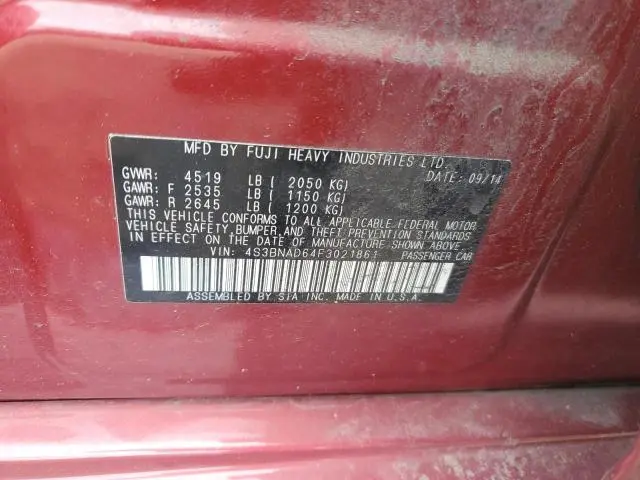 MFD BY FUJI HEAVY INDUSTRIES LTD.
GVWR: 4519 LB ( 2050 KG) DATE: 09/14
GAWR: F 2535 LB ( 1150 KG)
GAWR: R 2645 LB ( 1200 KG)
THIS VEHICLE CONFORMS TO ALL APPLICABLE FEDERAL MOTOR
VEHICLE SAFETY, BUMPER, AND THEFT PREVENTION STANDARDS
IN EFFECT ON THE DATE OF MANUFACTURE SHOWN ABOVE.
VIN: 4S3BNAD64F3021861 PASSENGER CAR
ASSEMBLED BY SIA INC. MADE IN U.S.A.